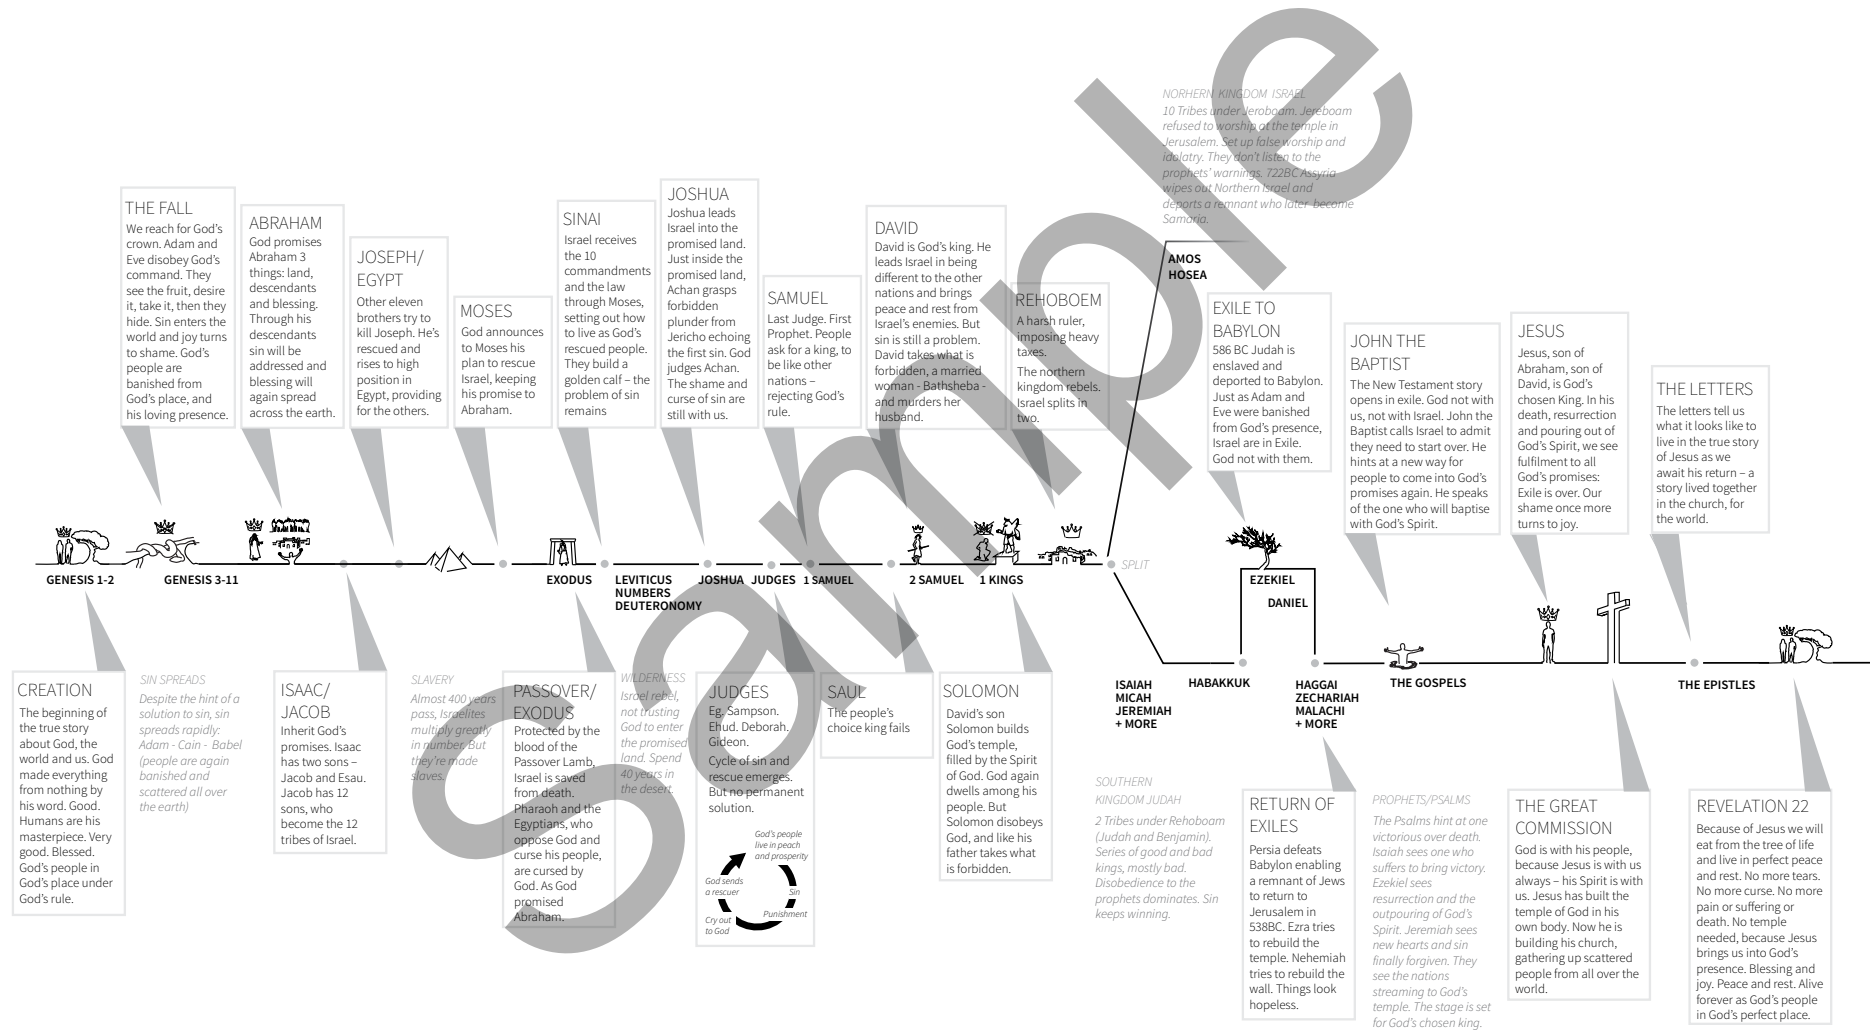 THE FALL
We reach for God's
crown. Adam and
Eve disobey God's
command. They
see the fruit, desire
it, take it, then they
hide. Sin enters the
world and joy turns
to shame. God's
people are
banished from
God's place, and
his loving presence.
ABRAHAM
God promises
Abraham 3
things: land,
descendants
and blessing.
Through his
descendants
sin will be
addressed and
blessing will
again spread
across the earth.
JOSEPH/
EGYPT
Other eleven
brothers try to
kill Joseph. He's
rescued and
rises to high
position in
Egypt, providing
for the others.
MOSES
God announces
to Moses his
plan to rescue
Israel, keeping
his promise to
Abraham.
SINAI
Israel receives
the 10
commandments
and the law
through Moses,
setting out how
to live as God's
rescued people.
They build a
golden calf – the
problem of sin
remains
JOSHUA
Joshua leads
Israel into the
promised land.
Just inside the
promised land,
Achan grasps
forbidden
plunder from
Jericho echoing
the first sin. God
judges Achan.
The shame and
curse of sin are
still with us.
SAMUEL
Last Judge. First
Prophet. People
ask for a king, to
be like other
nations –
rejecting God's
rule.
DAVID
David is God's king. He
leads Israel in being
different to the other
nations and brings
peace and rest from
Israel's enemies. But
sin is still a problem.
David takes what is
forbidden, a married
woman - Bathsheba -
and murders her
husband.
REHOBOEM
A harsh ruler,
imposing heavy
taxes.
The northern
kingdom rebels.
Israel splits in
two.
NORHERN KINGDOM ISRAEL
10 Tribes under Jeroboam. Jereboam
refused to worship at the temple in
Jerusalem. Set up false worship and
idolatry. They don't listen to the
prophets' warnings. 722BC Assyria
wipes out Northern Israel and
deports a remnant who later become
Samaria.
AMOS
HOSEA
EXILE TO
BABYLON
586 BC Judah is
enslaved and
deported to Babylon.
Just as Adam and
Eve were banished
from God's presence,
Israel are in Exile.
God not with them.
JOHN THE
BAPTIST
The New Testament story
opens in exile. God not with
us, not with Israel. John the
Baptist calls Israel to admit
they need to start over. He
hints at a new way for
people to come into God's
promises again. He speaks
of the one who will baptise
with God's Spirit.
JESUS
Jesus, son of
Abraham, son of
David, is God's
chosen King. In his
death, resurrection
and pouring out of
God's Spirit, we see
fulfilment to all
God's promises:
Exile is over. Our
shame once more
turns to joy.
THE LETTERS
The letters tell us
what it looks like to
live in the true story
of Jesus as we
await his return – a
story lived together
in the church, for
the world.
GENESIS 1-2
GENESIS 3-11
EXODUS
LEVITICUS
NUMBERS
DEUTERONOMY
JOSHUA
JUDGES
1 SAMUEL
2 SAMUEL
1 KINGS
SPLIT
EZEKIEL
DANIEL
ISAIAH
MICAH
JEREMIAH
+ MORE
HABAKKUK
HAGGAI
ZECHARIAH
MALACHI
+ MORE
THE GOSPELS
THE EPISTLES
CREATION
The beginning of
the true story
about God, the
world and us. God
made everything
from nothing by
his word. Good.
Humans are his
masterpiece. Very
good. Blessed.
God's people in
God's place under
God's rule.
SIN SPREADS
Despite the hint of a
solution to sin, sin
spreads rapidly:
Adam - Cain - Babel
(people are again
banished and
scattered all over
the earth)
ISAAC/
JACOB
Inherit God's
promises. Isaac
has two sons –
Jacob and Esau.
Jacob has 12
sons, who
become the 12
tribes of Israel.
SLAVERY
Almost 400 years
pass, Israelites
multiply greatly
in number. But
they're made
slaves.
PASSOVER/
EXODUS
Protected by the
blood of the
Passover Lamb,
Israel is saved
from death.
Pharaoh and the
Egyptians, who
oppose God and
curse his people,
are cursed by
God. As God
promised
Abraham.
WILDERNESS
Israel rebel,
not trusting
God to enter
the promised
land. Spend
40 years in
the desert.
JUDGES
Eg. Sampson.
Ehud. Deborah.
Gideon.
Cycle of sin and
rescue emerges.
But no permanent
solution.
God's people
live in peach
and prosperity
God sends
a rescuer
Sin
Punishment
Cry out
to God
SAUL
The people's
choice king fails
SOLOMON
David's son
Solomon builds
God's temple,
filled by the Spirit
of God. God again
dwells among his
people. But
Solomon disobeys
God, and like his
father takes what
is forbidden.
SOUTHERN
KINGDOM JUDAH
2 Tribes under Rehoboam
(Judah and Benjamin).
Series of good and bad
kings, mostly bad.
Disobedience to the
prophets dominates. Sin
keeps winning.
RETURN OF
EXILES
Persia defeats
Babylon enabling
a remnant of Jews
to return to
Jerusalem in
538BC. Ezra tries
to rebuild the
temple. Nehemiah
tries to rebuild the
wall. Things look
hopeless.
PROPHETS/PSALMS
The Psalms hint at one
victorious over death.
Isaiah sees one who
suffers to bring victory.
Ezekiel sees
resurrection and the
outpouring of God's
Spirit. Jeremiah sees
new hearts and sin
finally forgiven. They
see the nations
streaming to God's
temple. The stage is set
for God's chosen king.
THE GREAT
COMMISSION
God is with his people,
because Jesus is with us
always – his Spirit is with
us. Jesus has built the
temple of God in his
own body. Now he is
building his church,
gathering up scattered
people from all over the
world.
REVELATION 22
Because of Jesus we will
eat from the tree of life
and live in perfect peace
and rest. No more tears.
No more curse. No more
pain or suffering or
death. No temple
needed, because Jesus
brings us into God's
presence. Blessing and
joy. Peace and rest. Alive
forever as God's people
in God's perfect place.
Sample